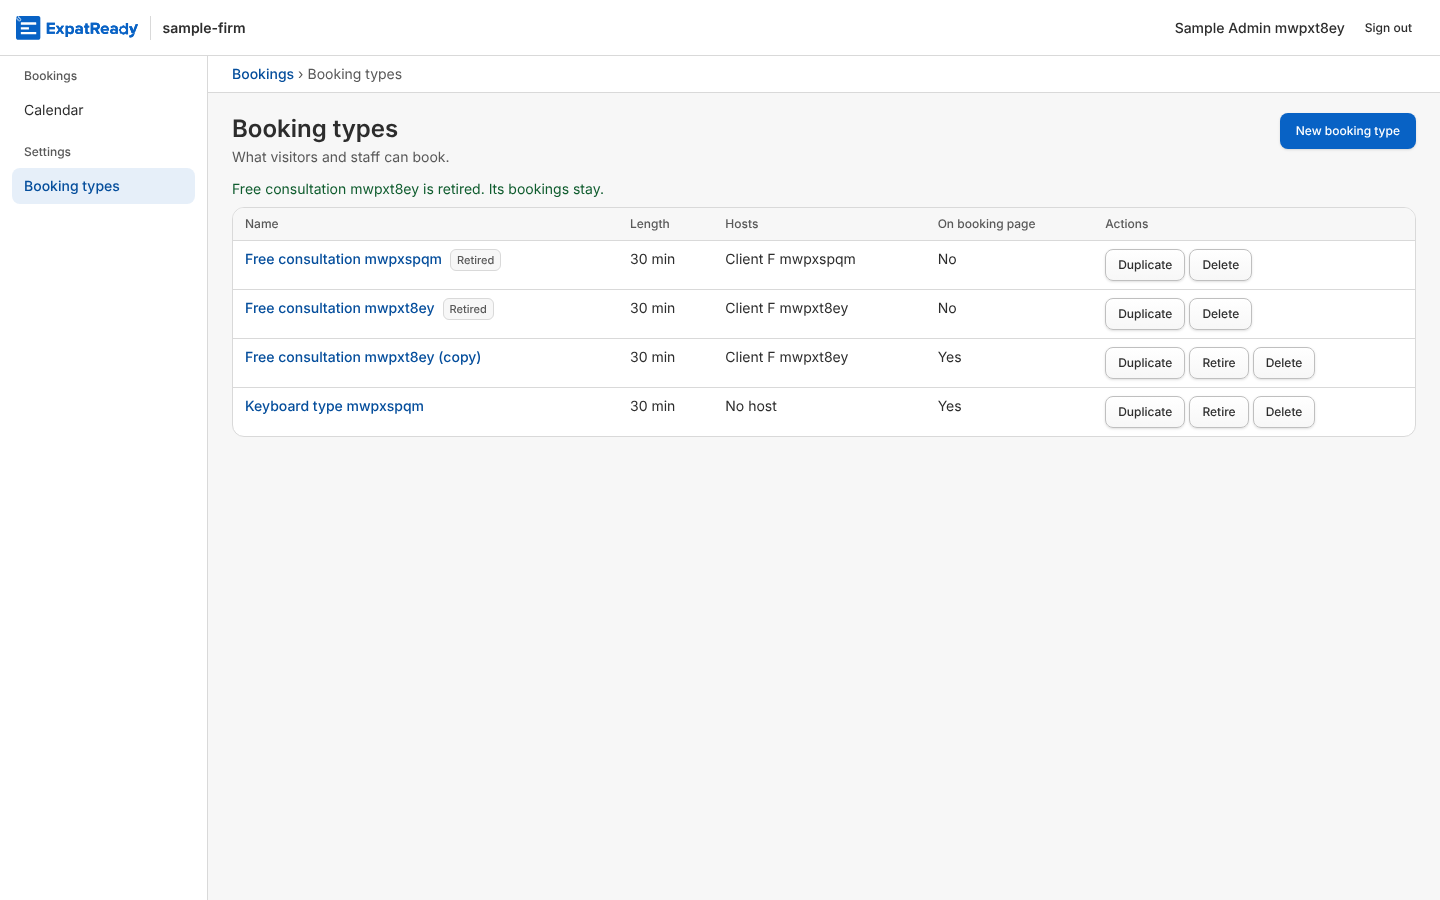 ExpatReady sample-firm Sample Admin mwpxt8ey Sign out
Bookings
Calendar
Settings
Booking types
Bookings › Booking types
Booking types
New booking type
What visitors and staff can book.
Free consultation mwpxt8ey is retired. Its bookings stay.
Name Length Hosts On booking page Actions
Free consultation mwpxspqm Retired 30 min Client F mwpxspqm No Duplicate Delete
Free consultation mwpxt8ey Retired 30 min Client F mwpxt8ey No Duplicate Delete
Free consultation mwpxt8ey (copy) 30 min Client F mwpxt8ey Yes Duplicate Retire Delete
Keyboard type mwpxspqm 30 min No host Yes Duplicate Retire Delete